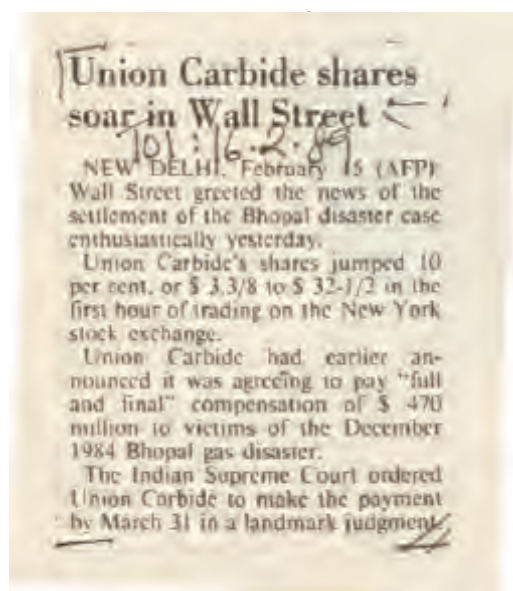 Union Carbide shares
soar in Wall Street
TOI : 16.2.89
NEW DELHI, February 15 (AFP):
Wall Street greeted the news of the
settlement of the Bhopal disaster case
enthusiastically yesterday.
Union Carbide's shares jumped 10
per cent. or $ 3.3/8 to $ 32-1/2 in the
first hour of trading on the New York
stock exchange.
Union Carbide had earlier an-
nounced it was agreeing to pay "full
and final" compensation of $ 470
million to victims of the December
1984 Bhopal gas disaster.
The Indian Supreme Court ordered
Union Carbide to make the payment
by March 31 in a landmark judgment.